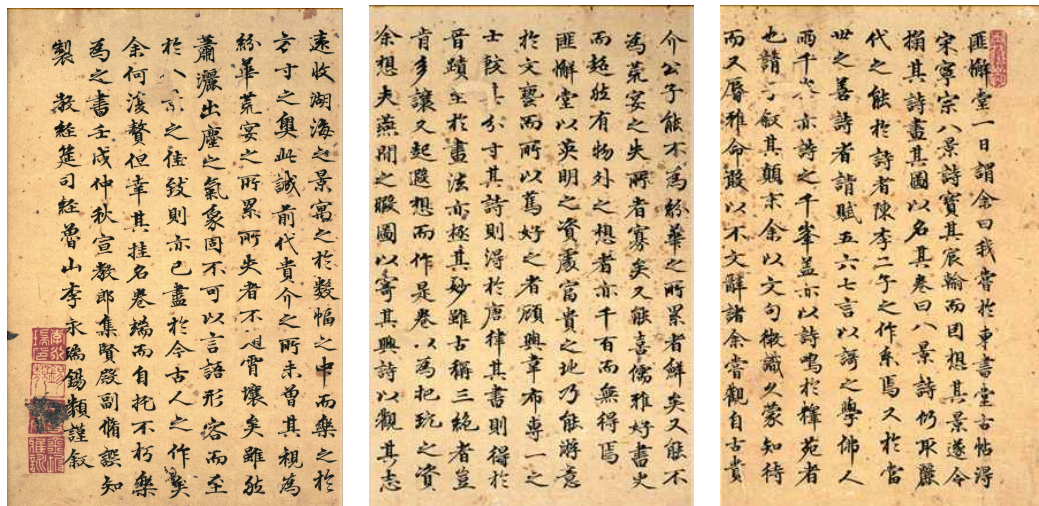 匪懈堂一日謂余曰我嘗於東書堂古帖得
宋寧宗八景詩寶其宸翰而因想其景遂令
搨其詩畫其圖以名其卷曰八景詩仍取麗
代之能於詩者陳李二子之作系焉又於當
世之善詩者請賦五六七言以謌之學佛人
雨千峯亦詩之千峯盖亦以詩鳴於釋苑者
也請子叙其顛末余以文句微識久蒙知待
而又辱雅命敢以不文辭諸余嘗觀自古貴
介公子能不為紛華之所累者鮮矣又能不
為荒宴之失所者寡矣又能喜儒雅好書史
而超然有物外之想者亦千有而無得焉
匪懈堂以英明之資處富貴之地乃能游意
於文藝而所以篤好之者顧與韋布專一之
士較其分寸其詩則得於唐律其書則得於
晉蹟至於畫法亦極其妙雖古稱三絶者豈
肯多讓又起遐想而作是卷以為把玩之資
余想夫燕閒之暇圖以寄其興詩以觀其志
遠收湖海之景寓之於數幅之中而樂之於
方寸之奧此誠前代貴介之所未曾其視為
紛華荒宴之所累所失者不啻霄壤矣雖然
蕭灑出塵之氣象固不可以言語形容而至
於八景之佳致則亦已盡於今古人之作矣
余何復贅但幸其挂名卷端而自托不朽樂
為之書壬戌仲秋宣教郎集賢殿副脩譔知
製 教經筵司經曽山李永瑞錫類謹叙